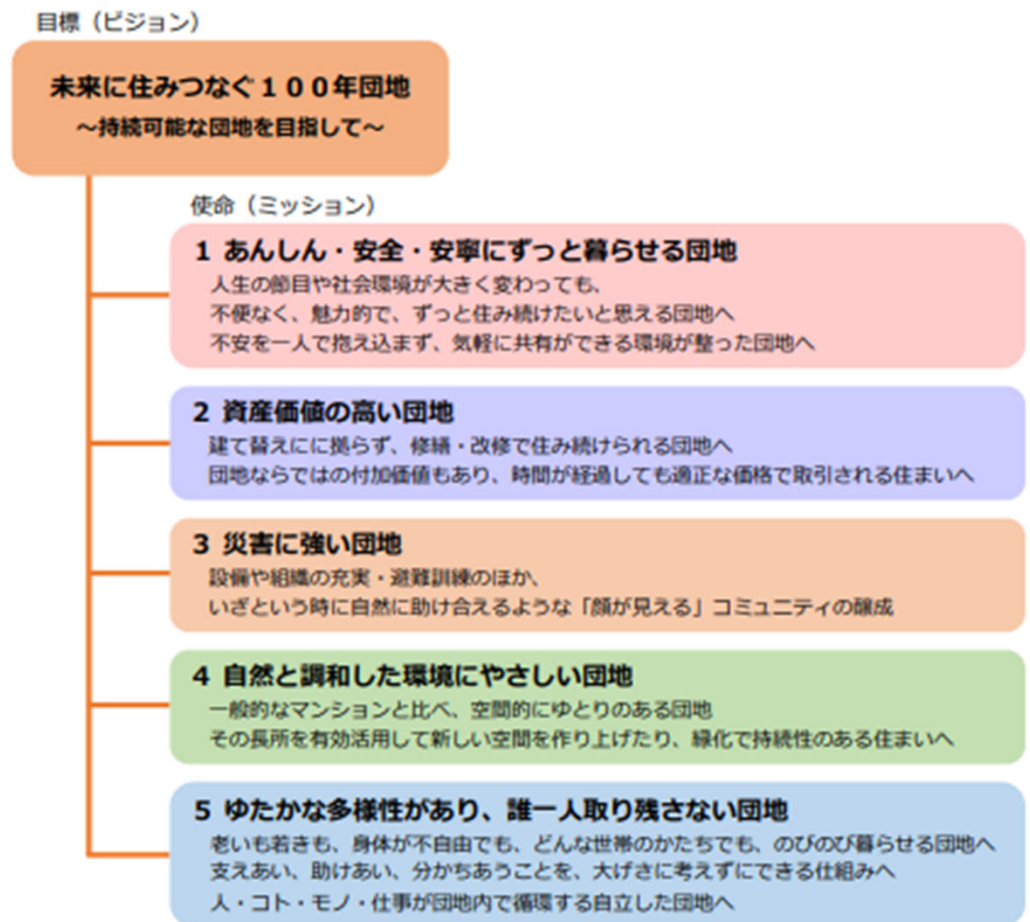 目標（ビジョン）
未来に住みつなぐ１００年団地
～持続可能な団地を目指して～
使命（ミッション）
1 あんしん・安全・安寧にずっと暮らせる団地
人生の節目や社会環境が大きく変わっても、
不便なく、魅力的で、ずっと住み続けたいと思える団地へ
不安を一人で抱え込まず、気軽に共有ができる環境が整った団地へ
2 資産価値の高い団地
建て替えにに拠らず、修繕・改修で住み続けられる団地へ
団地ならではの付加価値もあり、時間が経過しても適正な価格で取引される住まいへ
3 災害に強い団地
設備や組織の充実・避難訓練のほか、
いざという時に自然に助け合えるような「顔が見える」コミュニティの醸成
4 自然と調和した環境にやさしい団地
一般的なマンションと比べ、空間的にゆとりのある団地
その長所を有効活用して新しい空間を作り上げたり、緑化で持続性のある住まいへ
5 ゆたかな多様性があり、誰一人取り残さない団地
老いも若きも、身体が不自由でも、どんな世帯のかたちでも、のびのび暮らせる団地へ
支えあい、助けあい、分かちあうことを、大げさに考えずにできる仕組みへ
人・コト・モノ・仕事が団地内で循環する自立した団地へ